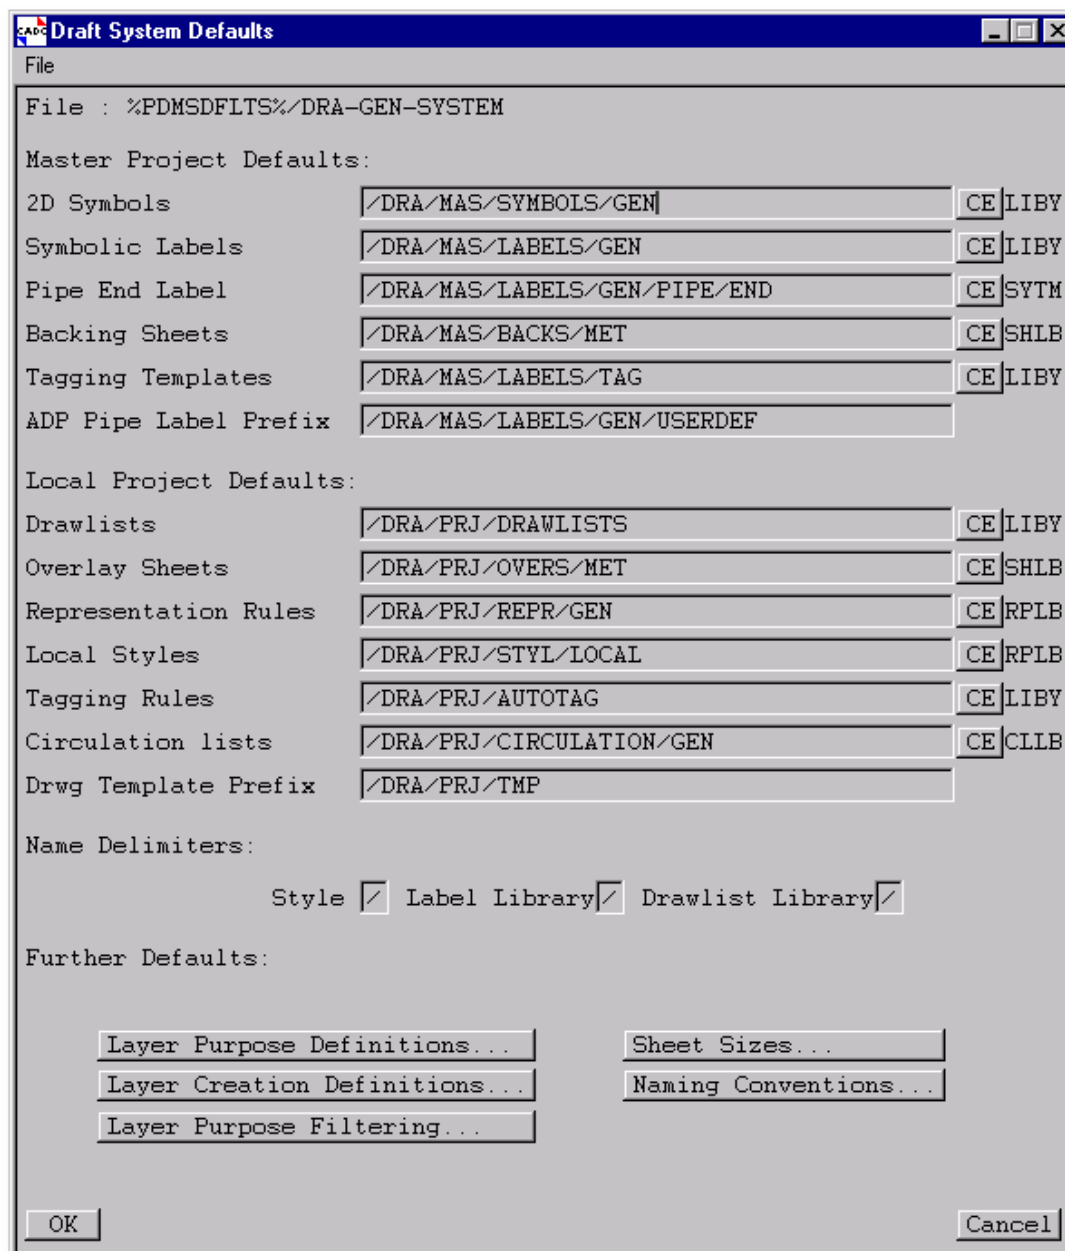 CADC Draft System Defaults
File
File : %PDMSDFLTS%/DRA-GEN-SYSTEM
Master Project Defaults:
2D Symbols /DRA/MAS/SYMBOLS/GEN CE LIBY
Symbolic Labels /DRA/MAS/LABELS/GEN CE LIBY
Pipe End Label /DRA/MAS/LABELS/GEN/PIPE/END CE SYTM
Backing Sheets /DRA/MAS/BACKS/MET CE SHLB
Tagging Templates /DRA/MAS/LABELS/TAG CE LIBY
ADP Pipe Label Prefix /DRA/MAS/LABELS/GEN/USERDEF
Local Project Defaults:
Drawlists /DRA/PRJ/DRAWLISTS CE LIBY
Overlay Sheets /DRA/PRJ/OVERS/MET CE SHLB
Representation Rules /DRA/PRJ/REPR/GEN CE RPLB
Local Styles /DRA/PRJ/STYL/LOCAL CE RPLB
Tagging Rules /DRA/PRJ/AUTOTAG CE LIBY
Circulation lists /DRA/PRJ/CIRCULATION/GEN CE CLLB
Drwg Template Prefix /DRA/PRJ/TMP
Name Delimiters:
Style / Label Library / Drawlist Library /
Further Defaults:
Layer Purpose Definitions... Sheet Sizes...
Layer Creation Definitions... Naming Conventions...
Layer Purpose Filtering...
OK Cancel